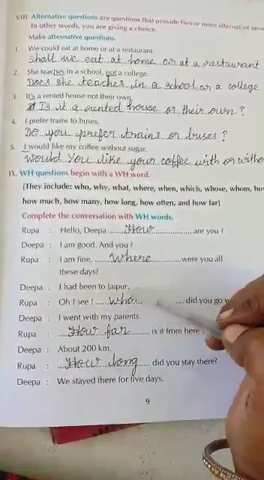 VIII. Alternative questions are questions that provide two or more alternative
In other words, you are giving a choice.
Make alternative questions.
1. We could eat at home or at a restaurant.
Shall we eat at home or at a restaurant
2. She teaches in a school, not a college.
Does she teaches in a school or a college
3. It's a rented house not their own.
Is it a rented house or their own?
4. I prefer trains to buses.
Do you prefer trains or buses?
5. I would like my coffee without sugar.
Would You like your coffee with or
IX. WH questions begin with a WH word.
[They include: who, why, what, where, when, which, whose, whom,
how much, how many, how long, how often, and how far]
Complete the conversation with WH words.
Rupa : Hello, Deepa ......How...... are you ?
Deepa : I am good. And you ?
Rupa : I am fine. ......Where...... were you all
these days?
Deepa : I had been to Jaipur.
Rupa : Oh I see ! ......who...... did you
Deepa : I went with my parents
Rupa : ......How far...... is it from here
Deepa : About 200 km.
Rupa : ......How long...... did you stay there?
Deepa : We stayed there for five days.
9